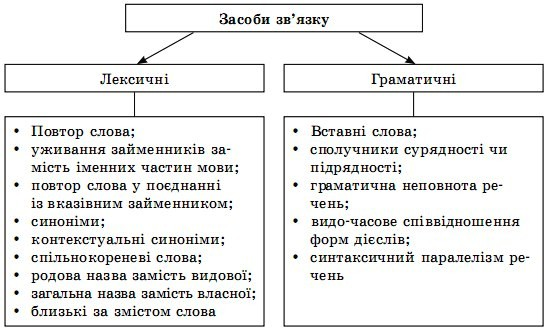 Засоби зв’язку
Лексичні
Граматичні
• Повтор слова;
• уживання займенників за-
мість іменних частин мови;
• повтор слова у поєднанні
із вказівним займенником;
• синоніми;
• контекстуальні синоніми;
• спільнокореневі слова;
• родова назва замість видової;
• загальна назва замість власної;
• близькі за змістом слова
• Вставні слова;
• сполучники сурядності чи
підрядності;
• граматична неповнота ре-
чень;
• видо-часове співвідношення
форм дієслів;
• синтаксичний паралелізм ре-
чень